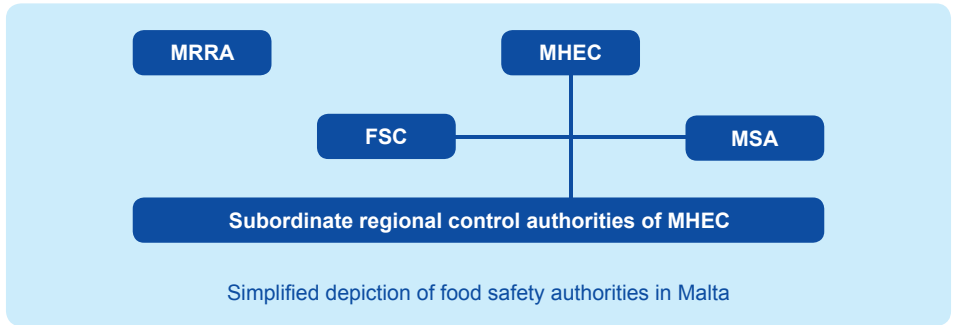 MRRA
MHEC
FSC
MSA
Subordinate regional control authorities of MHEC
Simplified depiction of food safety authorities in Malta